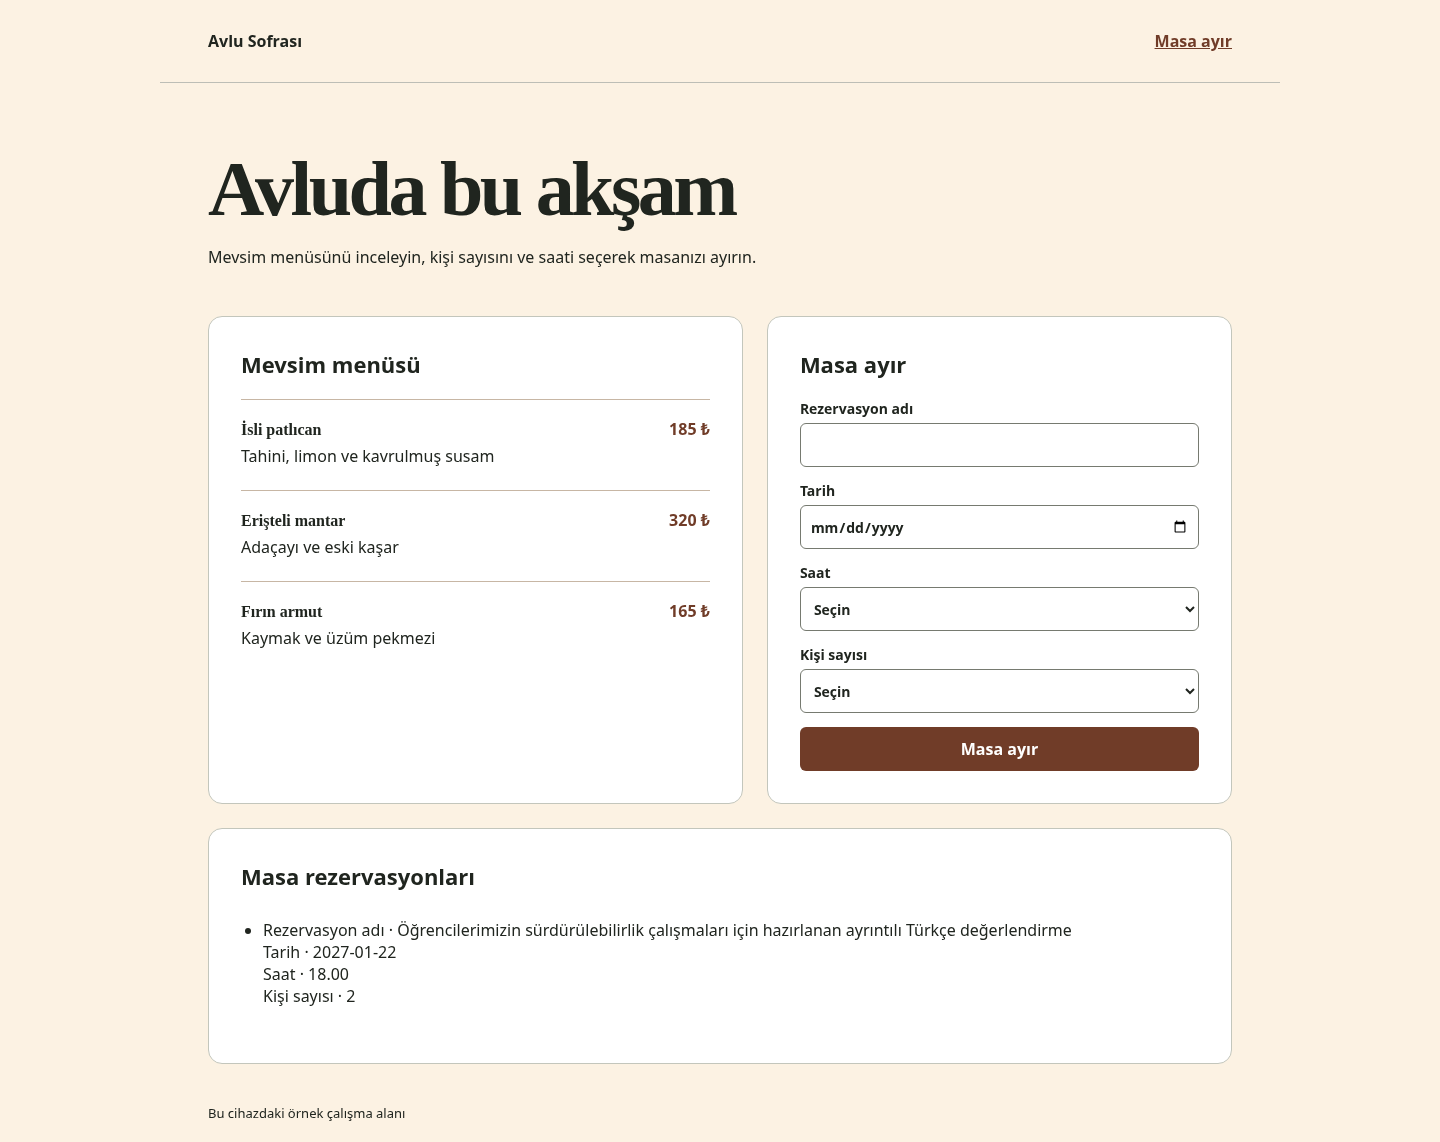 Avlu Sofrası
Masa ayır
Avluda bu akşam
Mevsim menüsünü inceleyin, kişi sayısını ve saati seçerek masanızı ayırın.
Mevsim menüsü
İsli patlıcan 185 ₺
Tahini, limon ve kavrulmuş susam
Erişteli mantar 320 ₺
Adaçayı ve eski kaşar
Fırın armut 165 ₺
Kaymak ve üzüm pekmezi
Masa ayır
Rezervasyon adı
Tarih
mm/dd/yyyy
Saat
Seçin
Kişi sayısı
Seçin
Masa ayır
Masa rezervasyonları
Rezervasyon adı · Öğrencilerimizin sürdürülebilirlik çalışmaları için hazırlanan ayrıntılı Türkçe değerlendirme
Tarih · 2027-01-22
Saat · 18.00
Kişi sayısı · 2
Bu cihazdaki örnek çalışma alanı